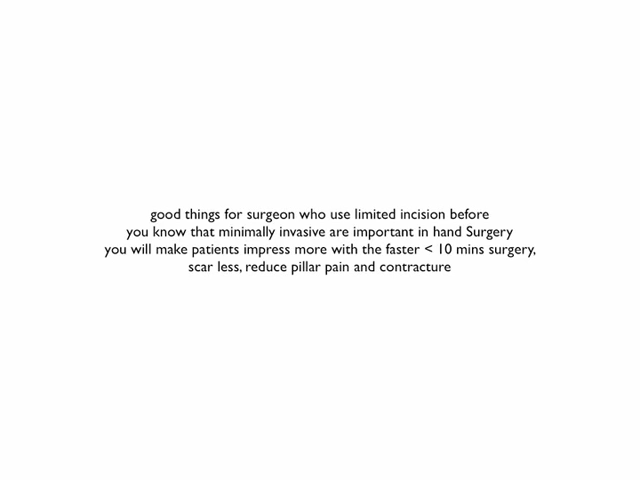 good things for surgeon who use limited incision before
you know that minimally invasive are important in hand Surgery
you will make patients impress more with the faster < 10 mins surgery,
scar less, reduce pillar pain and contracture